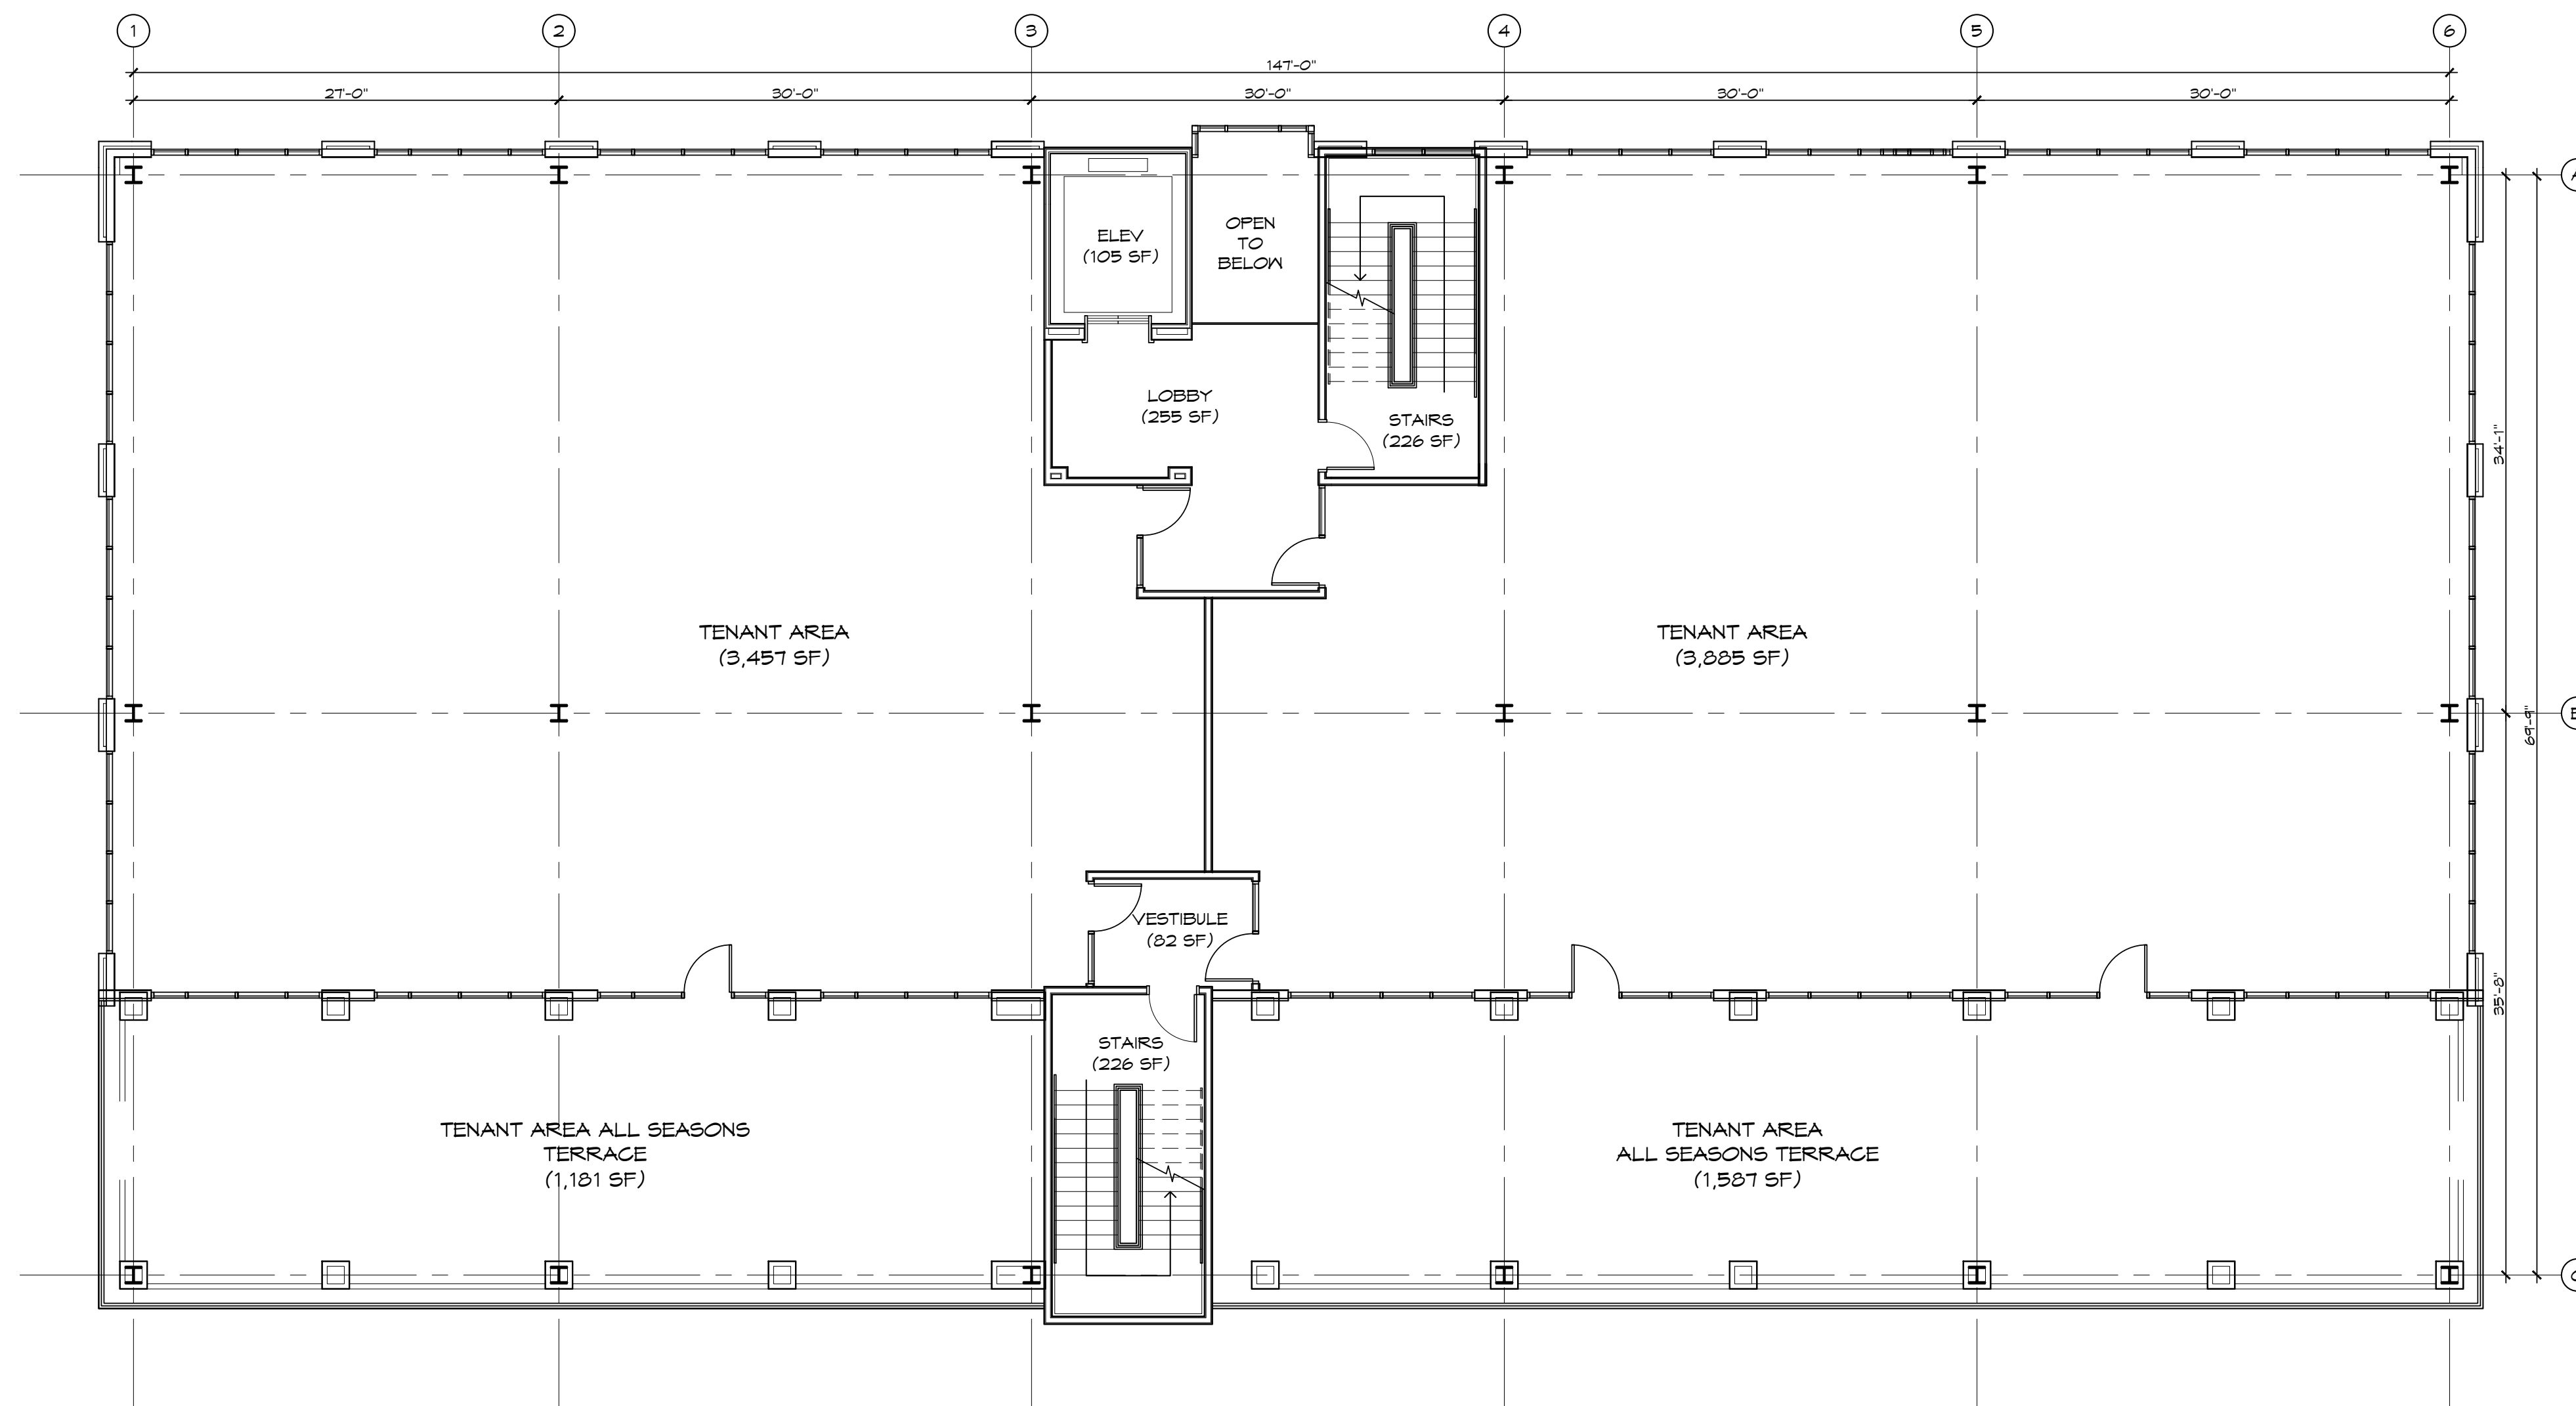 1 2 3 4 5 6
147'-0"
27'-0" 30'-0" 30'-0" 30'-0" 30'-0"
A
OPEN
TO
BELOW
ELEV
(105 SF)
LOBBY
(255 SF)
STAIRS
(226 SF)
34'-1"
TENANT AREA
(3,457 SF)
TENANT AREA
(3,885 SF)
69'-9"
VESTIBULE
(82 SF)
35'-8"
STAIRS
(226 SF)
TENANT AREA ALL SEASONS
TERRACE
(1,181 SF)
TENANT AREA
ALL SEASONS TERRACE
(1,587 SF)